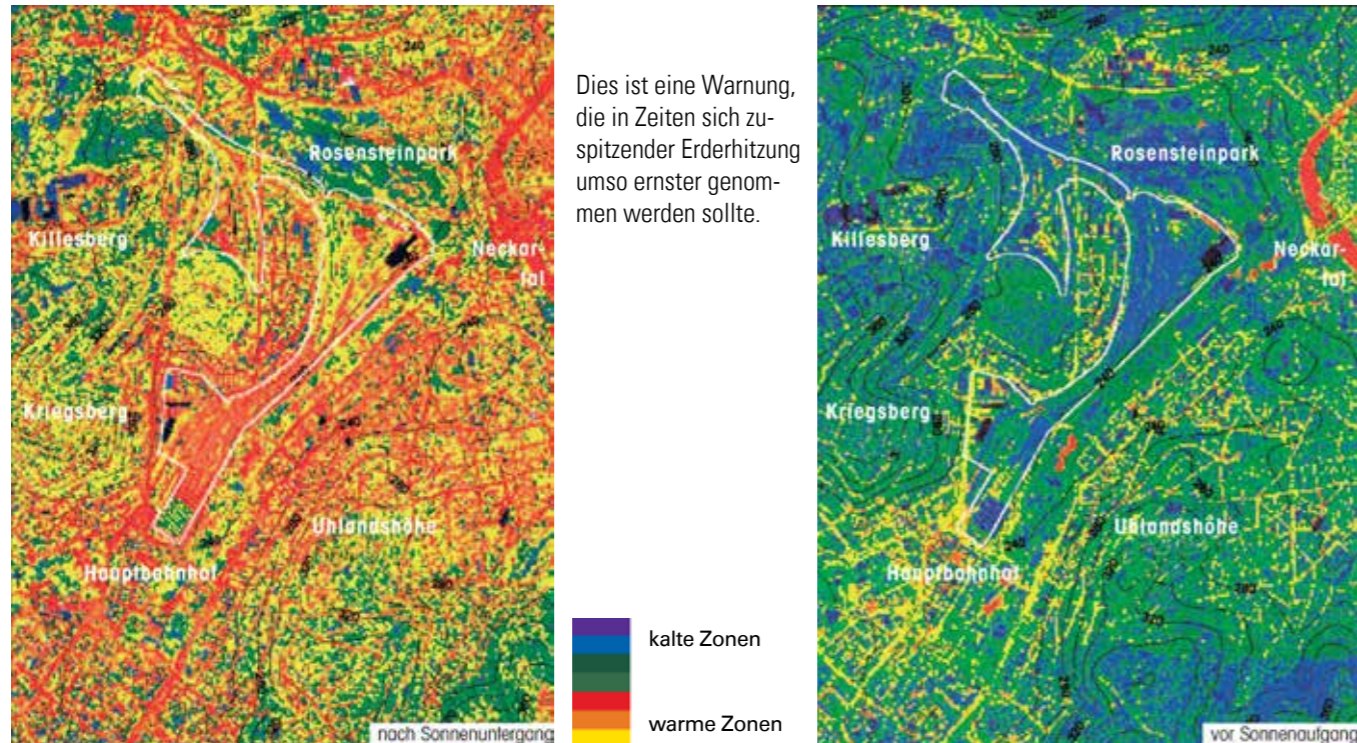 Rosensteinpark
Killesberg
Neckar-
tal
Kriegsberg
Uhlandshöhe
Hauptbahnhof
nach Sonnenuntergang
Dies ist eine Warnung,
die in Zeiten sich zu-
spitzender Erderhitzung
umso ernster genom-
men werden sollte.
kalte Zonen
warme Zonen
Rosensteinpark
Killesberg
Neckar-
tal
Kriegsberg
Uhlandshöhe
Hauptbahnhof
vor Sonnenaufgang